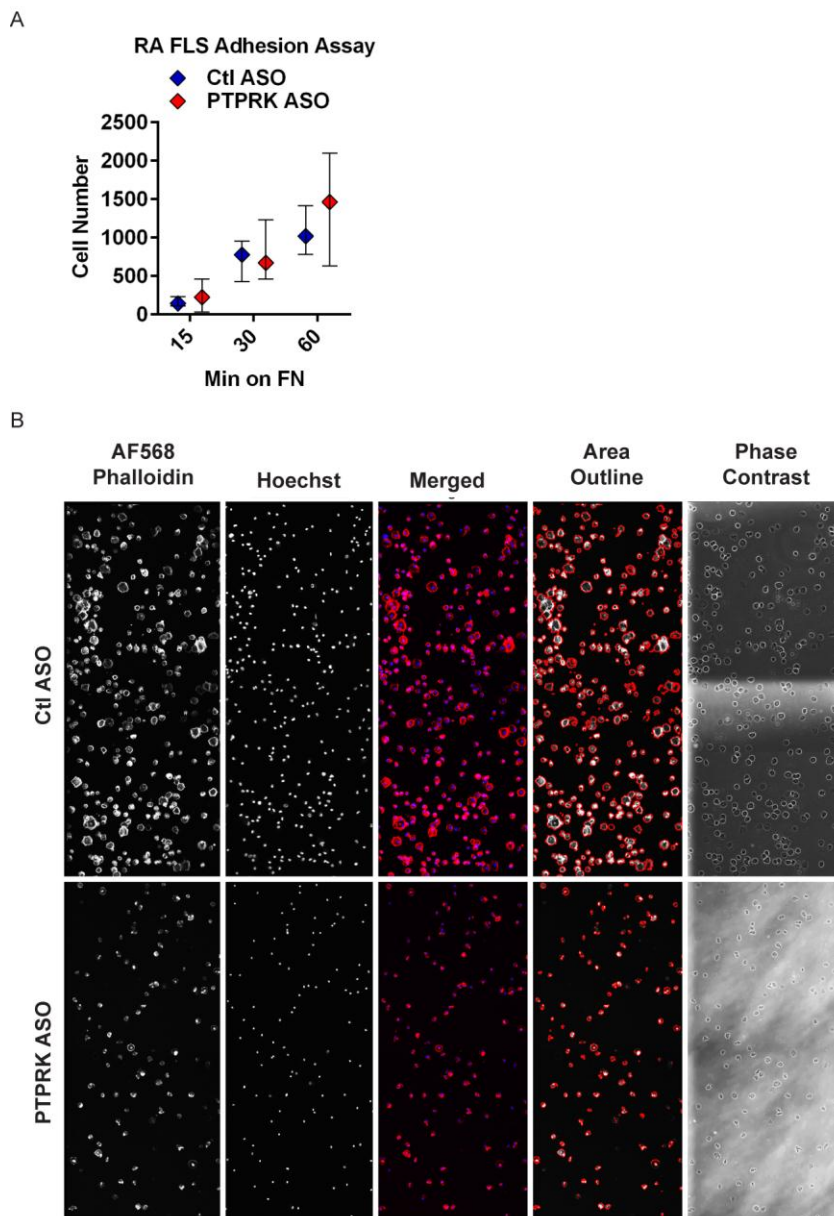 A
RA FLS Adhesion Assay
Ctl ASO
PTPRK ASO
2500
2000
1500
1000
500
0
Cell Number
15
30
60
Min on FN
B
AF568
Phalloidin
Hoechst
Merged
Area
Outline
Phase
Contrast
Ctl ASO
PTPRK ASO